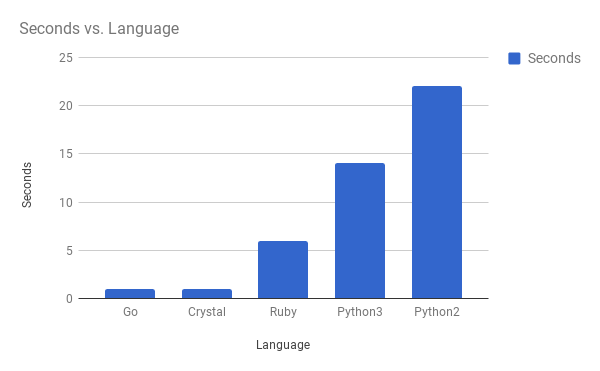 Seconds vs. Language
Seconds
25
20
15
10
5
0
Seconds
Go Crystal Ruby Python3 Python2
Language